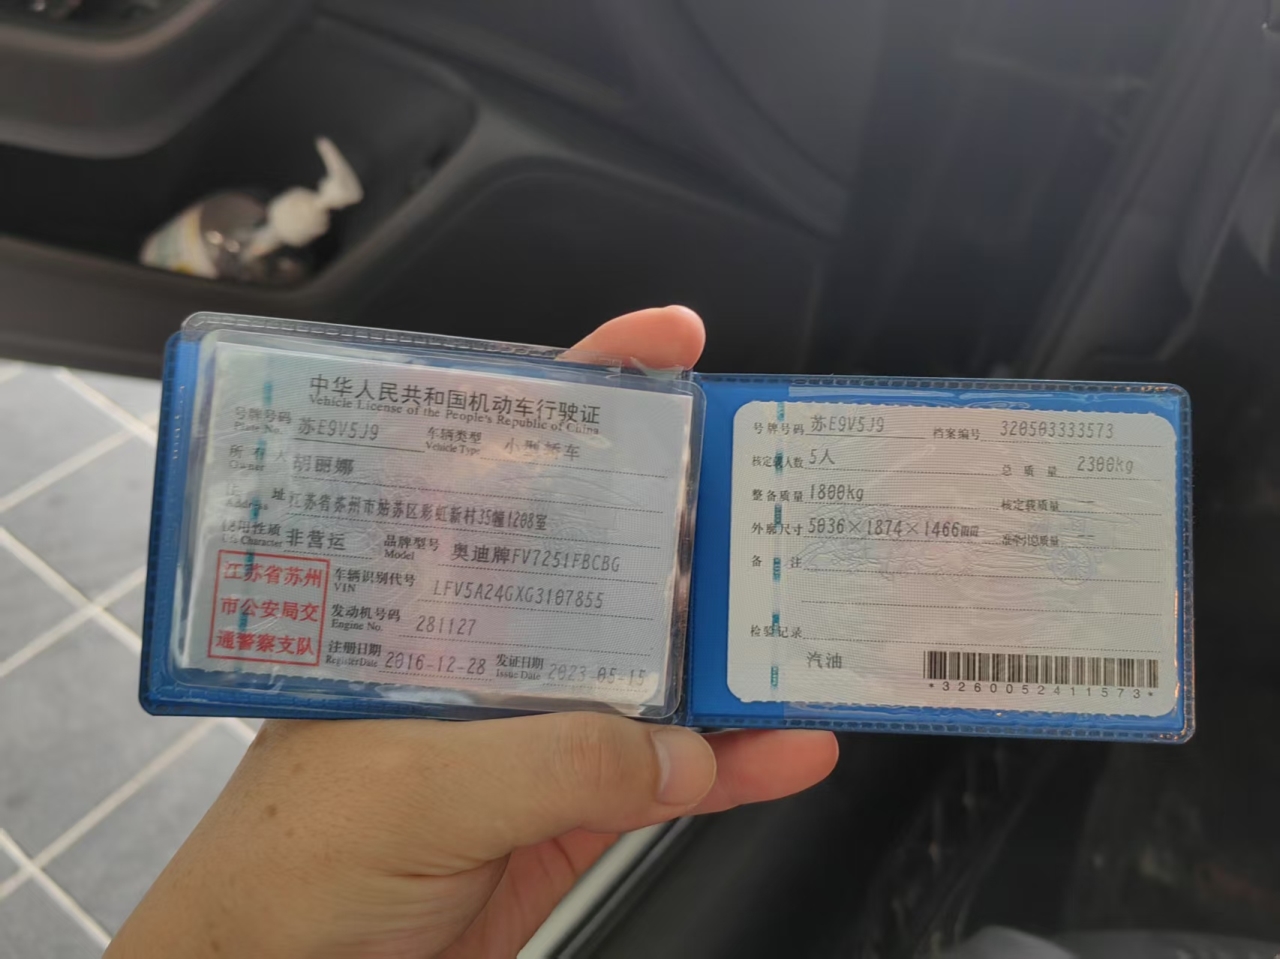 中华人民共和国机动车行驶证
Vehicle License of the People's Republic of China
号牌号码 Plate No. 苏E9V5J9 车辆类型 Vehicle Type 小型轿车
所有人 Owner 胡丽娜
住址 Address 江苏省苏州市姑苏区彩虹新村35幢1208室
使用性质 Use Character 非营运 品牌型号 Model 奥迪牌FV7251FBCBG
江苏省苏州
市公安局交
通警察支队
车辆识别代号 VIN LFV5A24GXG3107855
发动机号码 Engine No. 281127
注册日期 Register Date 2016-12-28 发证日期 Issue Date 2023-05-15
号牌号码 苏E9V5J9 档案编号 320503333573
核定载人数 5人 总质量 2300kg
整备质量 1800kg 核定载质量 --
外廓尺寸 5036×1874×1466mm 准牵引总质量 --
备注
检验记录
汽油
*3260052411573*